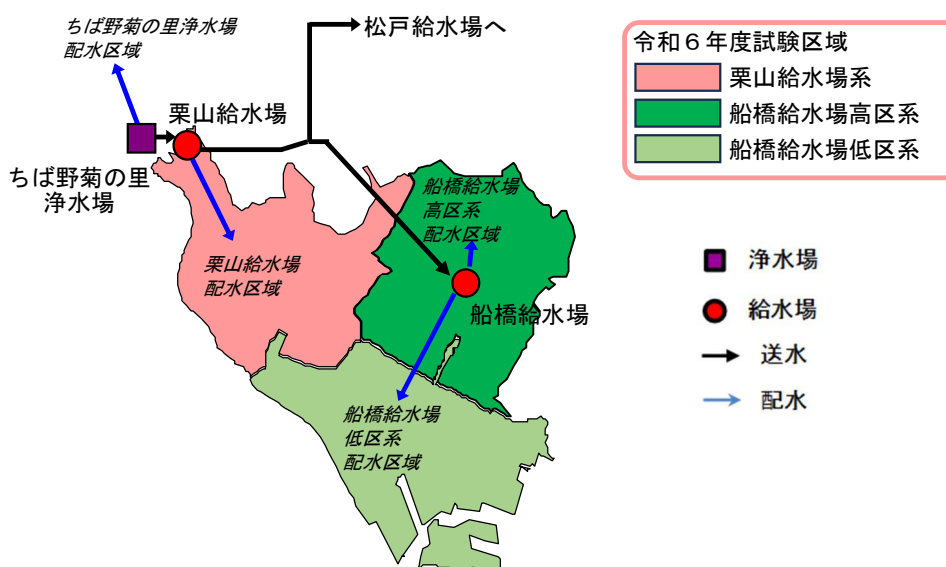 ちば野菊の里浄水場
配水区域
松戸給水場へ
栗山給水場
ちば野菊の里
浄水場
船橋給水場
高区系
配水区域
栗山給水場
配水区域
船橋給水場
船橋給水場
低区系
配水区域
令和６年度試験区域
栗山給水場系
船橋給水場高区系
船橋給水場低区系
浄水場
給水場
送水
配水